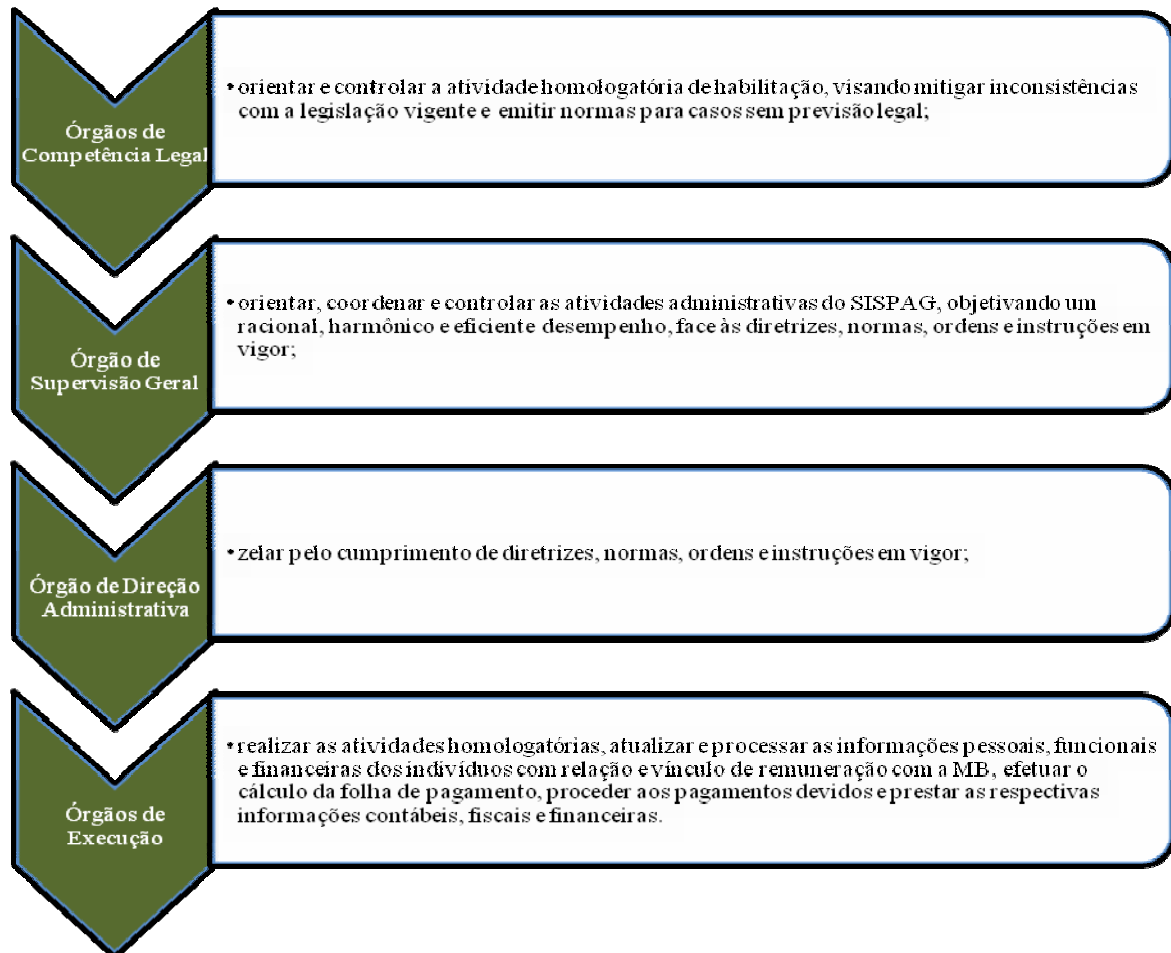 Órgãos de
Competência Legal
• orientar e controlar a atividade homologatória de habilitação, visando mitigar inconsistências
com a legislação vigente e emitir normas para casos sem previsão legal;
Órgão de
Supervisão Geral
• orientar, coordenar e controlar as atividades administrativas do SISPAG, objetivando um
racional, harmônico e eficiente desempenho, face às diretrizes, normas, ordens e instruções em
vigor;
Órgão de Direção
Administrativa
• zelar pelo cumprimento de diretrizes, normas, ordens e instruções em vigor;
Órgãos de
Execução
• realizar as atividades homologatórias, atualizar e processar as informações pessoais, funcionais
e financeiras dos indivíduos com relação e vínculo de remuneração com a MB, efetuar o
cálculo da folha de pagamento, proceder aos pagamentos devidos e prestar as respectivas
informações contábeis, fiscais e financeiras.